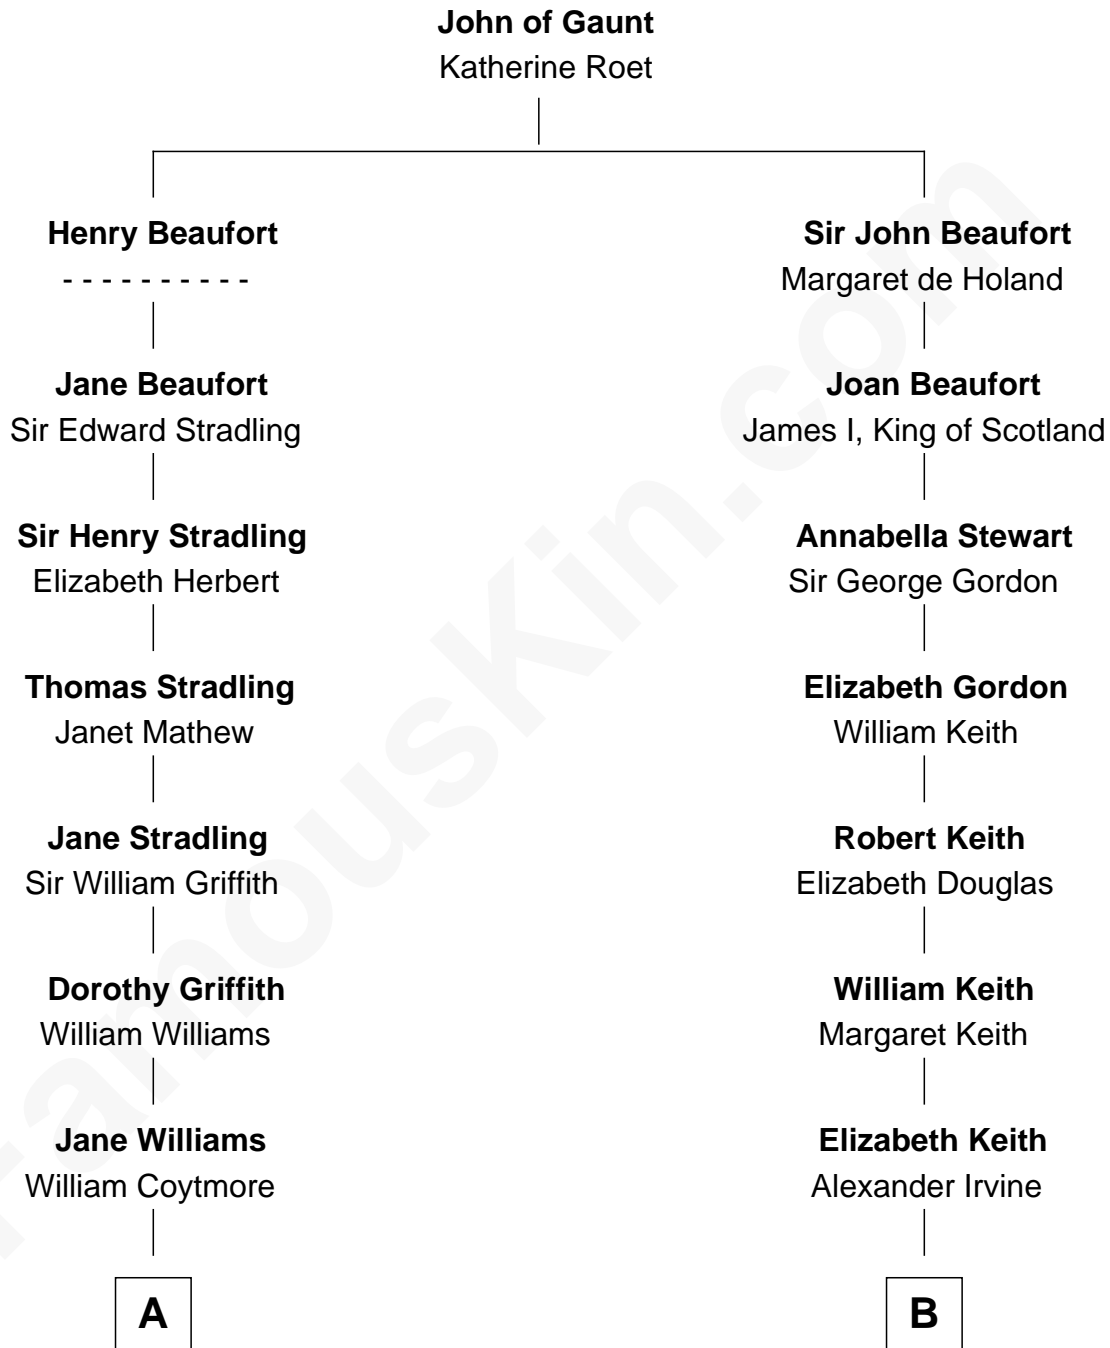 John of Gaunt
Katherine Roet
Henry Beaufort
- - - - - - - - - -
Sir John Beaufort
Margaret de Holand
Jane Beaufort
Sir Edward Stradling
Joan Beaufort
James I, King of Scotland
Sir Henry Stradling
Elizabeth Herbert
Annabella Stewart
Sir George Gordon
Thomas Stradling
Janet Mathew
Elizabeth Gordon
William Keith
Jane Stradling
Sir William Griffith
Robert Keith
Elizabeth Douglas
Dorothy Griffith
William Williams
William Keith
Margaret Keith
Jane Williams
William Coytmore
Elizabeth Keith
Alexander Irvine
A
B
FamousKin.com